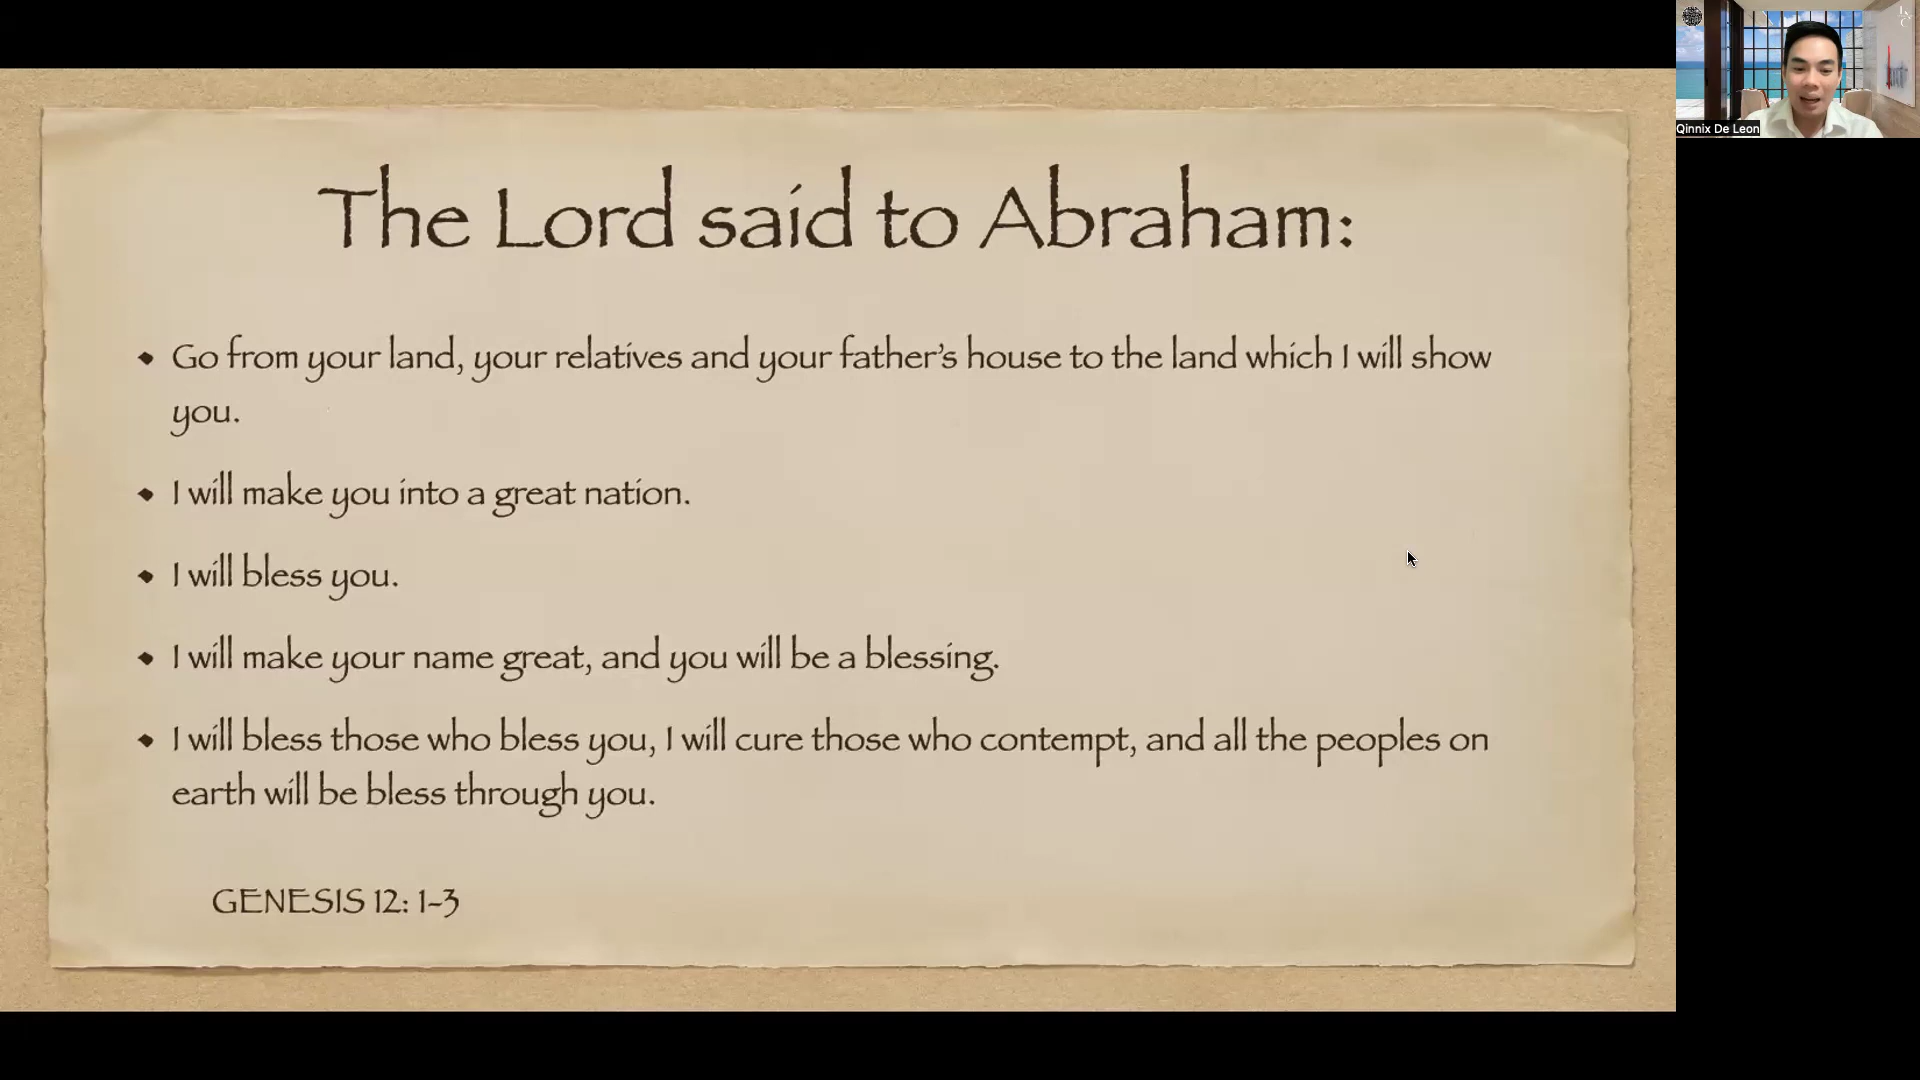 The Lord said to Abraham:
Go from your land, your relatives and your father's house to the land which I will show
you.
I will make you into a great nation.
I will bless you.
I will make your name great, and you will be a blessing.
I will bless those who bless you, I will cure those who contempt, and all the peoples on
earth will be bless through you.
GENESIS 12: 1-3
Qinnix De Leon